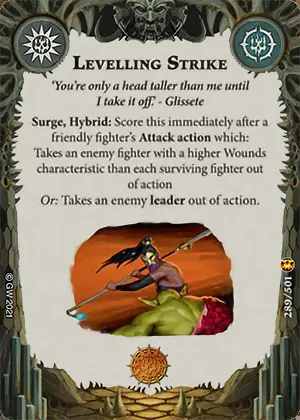 LEVELLING STRIKE
'You're only a head taller than me until
I take it off.' - Glissete
Surge, Hybrid: Score this immediately after a
friendly fighter's Attack action which:
Takes an enemy fighter with a higher Wounds
characteristic than each surviving fighter out
of action
Or: Takes an enemy leader out of action.
© GW 2021
289/501